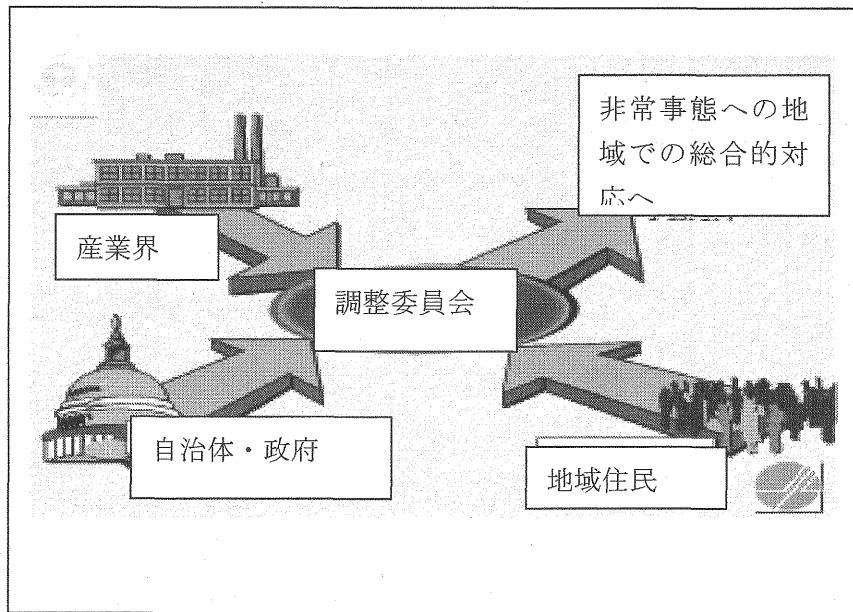 非常事態への地
域での総合的対
応へ
産業界
調整委員会
自治体・政府
地域住民